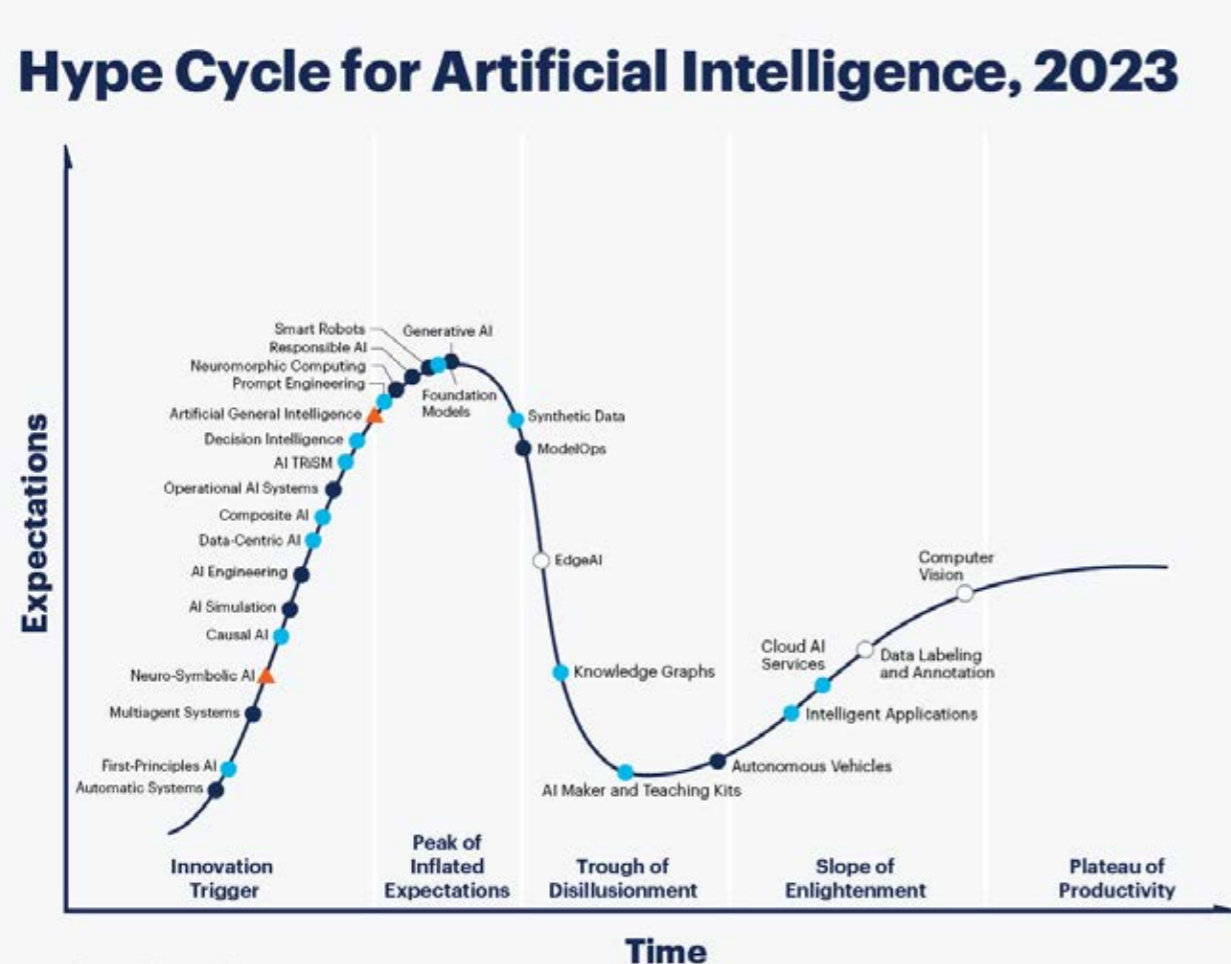 Hype Cycle for Artificial Intelligence, 2023
Expectations
Smart Robots
Generative AI
Responsible AI
Neuromorphic Computing
Prompt Engineering
Foundation
Models
Artificial General Intelligence
Synthetic Data
Decision Intelligence
ModelOps
AI TRiSM
Operational AI Systems
Composite AI
Data-Centric AI
EdgeAI
Computer
Vision
AI Engineering
AI Simulation
Causal AI
Cloud AI
Services
Data Labeling
and Annotation
Neuro-Symbolic AI
Knowledge Graphs
Multiagent Systems
Intelligent Applications
First-Principles AI
Autonomous Vehicles
Automatic Systems
AI Maker and Teaching Kits
Innovation
Trigger
Peak of
Inflated
Expectations
Trough of
Disillusionment
Slope of
Enlightenment
Plateau of
Productivity
Time